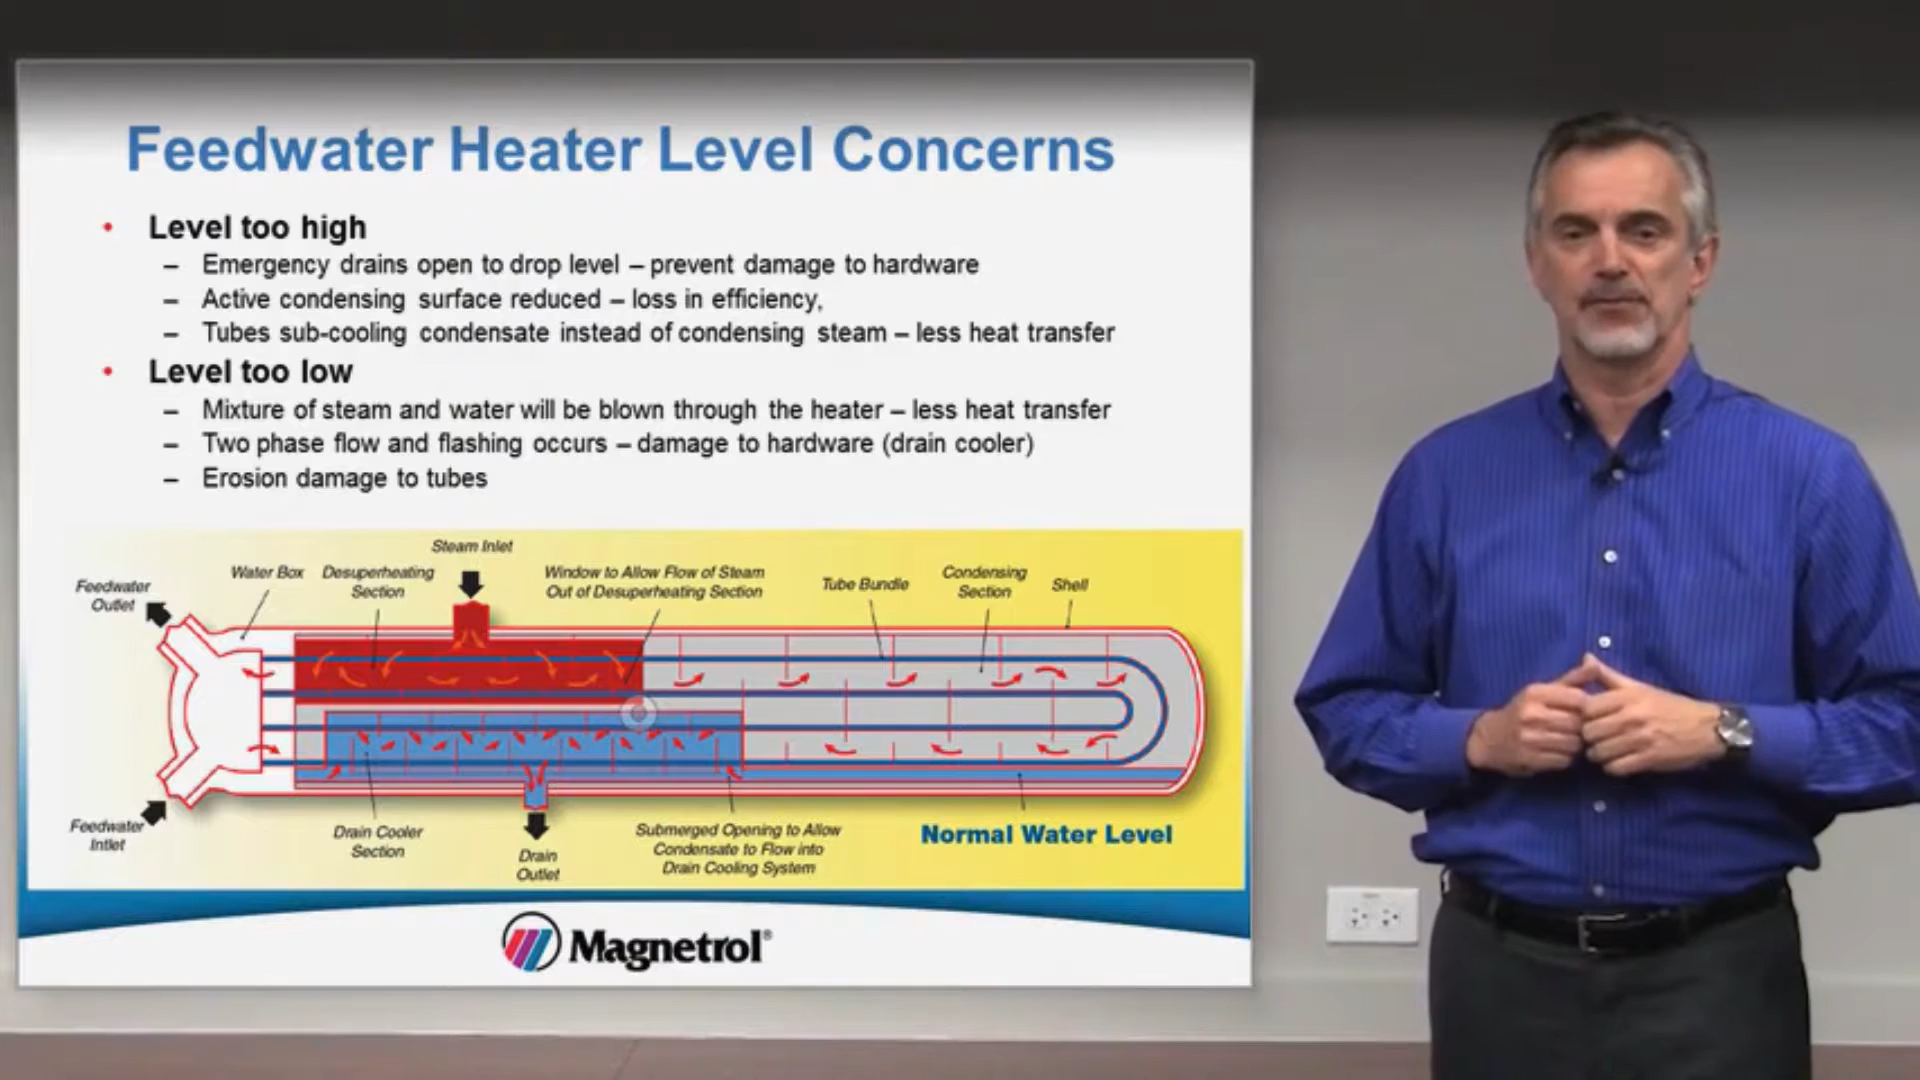 Feedwater Heater Level Concerns
• Level too high
– Emergency drains open to drop level – prevent damage to hardware
– Active condensing surface reduced – loss in efficiency,
– Tubes sub-cooling condensate instead of condensing steam – less heat transfer
• Level too low
– Mixture of steam and water will be blown through the heater – less heat transfer
– Two phase flow and flashing occurs – damage to hardware (drain cooler)
– Erosion damage to tubes
Steam Inlet
Feedwater
Outlet
Water Box
Desuperheating
Section
Window to Allow Flow of Steam
Out of Desuperheating Section
Tube Bundle
Condensing
Section
Shell
Feedwater
Intlet
Drain Cooler
Section
Drain
Outlet
Submerged Opening to Allow
Condensate to Flow into
Drain Cooling System
Normal Water Level
Magnetrol®